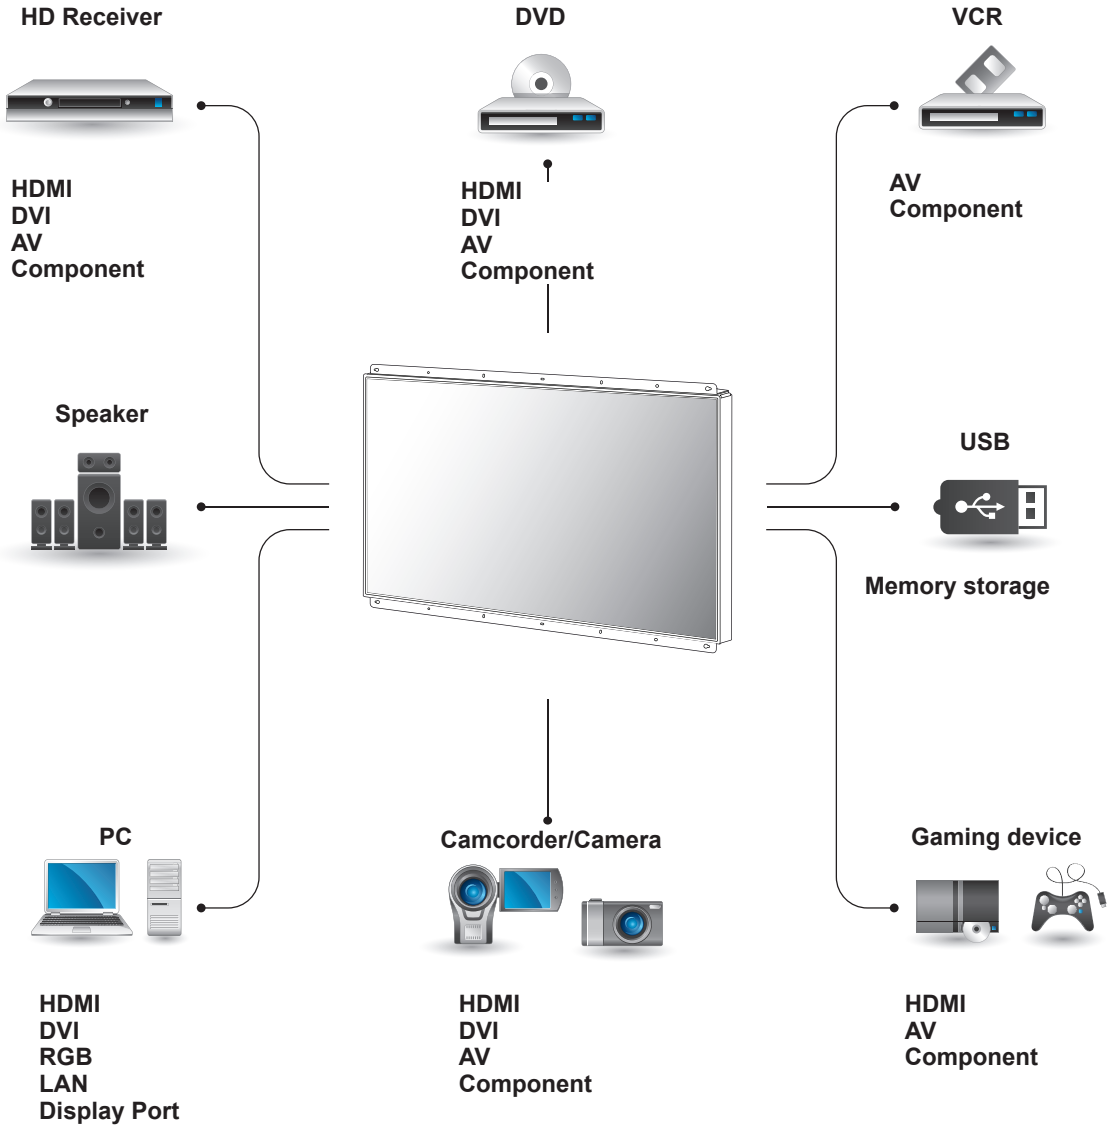 HD Receiver
HDMI
DVI
AV
Component
DVD
HDMI
DVI
AV
Component
VCR
AV
Component
Speaker
USB
Memory storage
PC
HDMI
DVI
RGB
LAN
Display Port
Camcorder/Camera
HDMI
DVI
AV
Component
Gaming device
HDMI
AV
Component